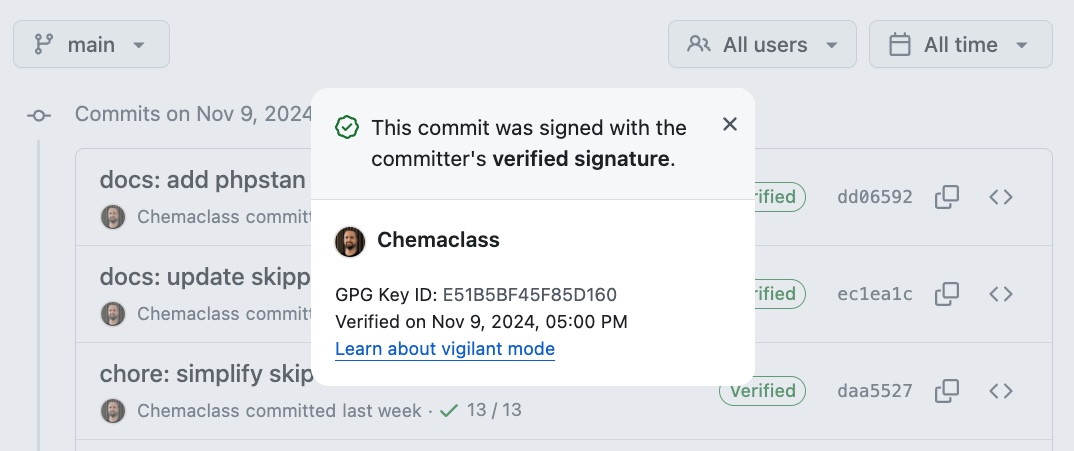 main
All users
All time
Commits on Nov 9, 2024
This commit was signed with the
committer's verified signature.
docs: add phpstan
Chemaclass committ
rified
dd06592
Chemaclass
docs: update skipp
Chemaclass committ
rified
ec1ea1c
GPG Key ID: E51B5BF45F85D160
Verified on Nov 9, 2024, 05:00 PM
Learn about vigilant mode
chore: simplify skip
Chemaclass committed last week · 13 / 13
Verified
daa5527